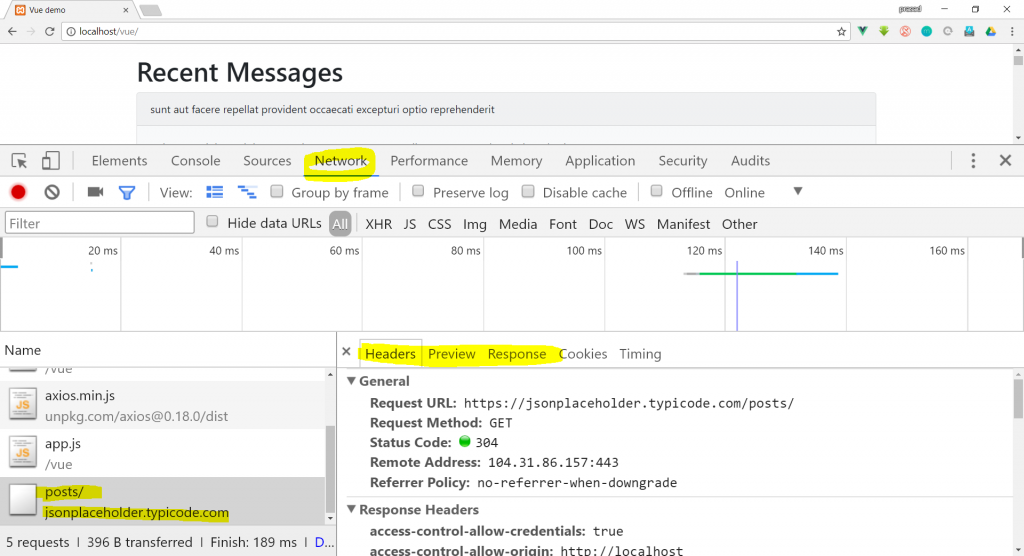 Vue demo
prasad
localhost/vue/
Recent Messages
sunt aut facere repellat provident occaecati excepturi optio reprehenderit
Elements Console Sources Network Performance Memory Application Security Audits
View: Group by frame Preserve log Disable cache Offline Online
Filter Hide data URLs All XHR JS CSS Img Media Font Doc WS Manifest Other
20 ms 40 ms 60 ms 80 ms 100 ms 120 ms 140 ms 160 ms
Name
Headers Preview Response Cookies Timing
/vue
JS
axios.min.js
unpkg.com/axios@0.18.0/dist
JS
app.js
/vue
posts/
jsonplaceholder.typicode.com
5 requests | 396 B transferred | Finish: 189 ms | D...
General
Request URL: https://jsonplaceholder.typicode.com/posts/
Request Method: GET
Status Code: 304
Remote Address: 104.31.86.157:443
Referrer Policy: no-referrer-when-downgrade
Response Headers
access-control-allow-credentials: true
access-control-allow-origin: http://localhost